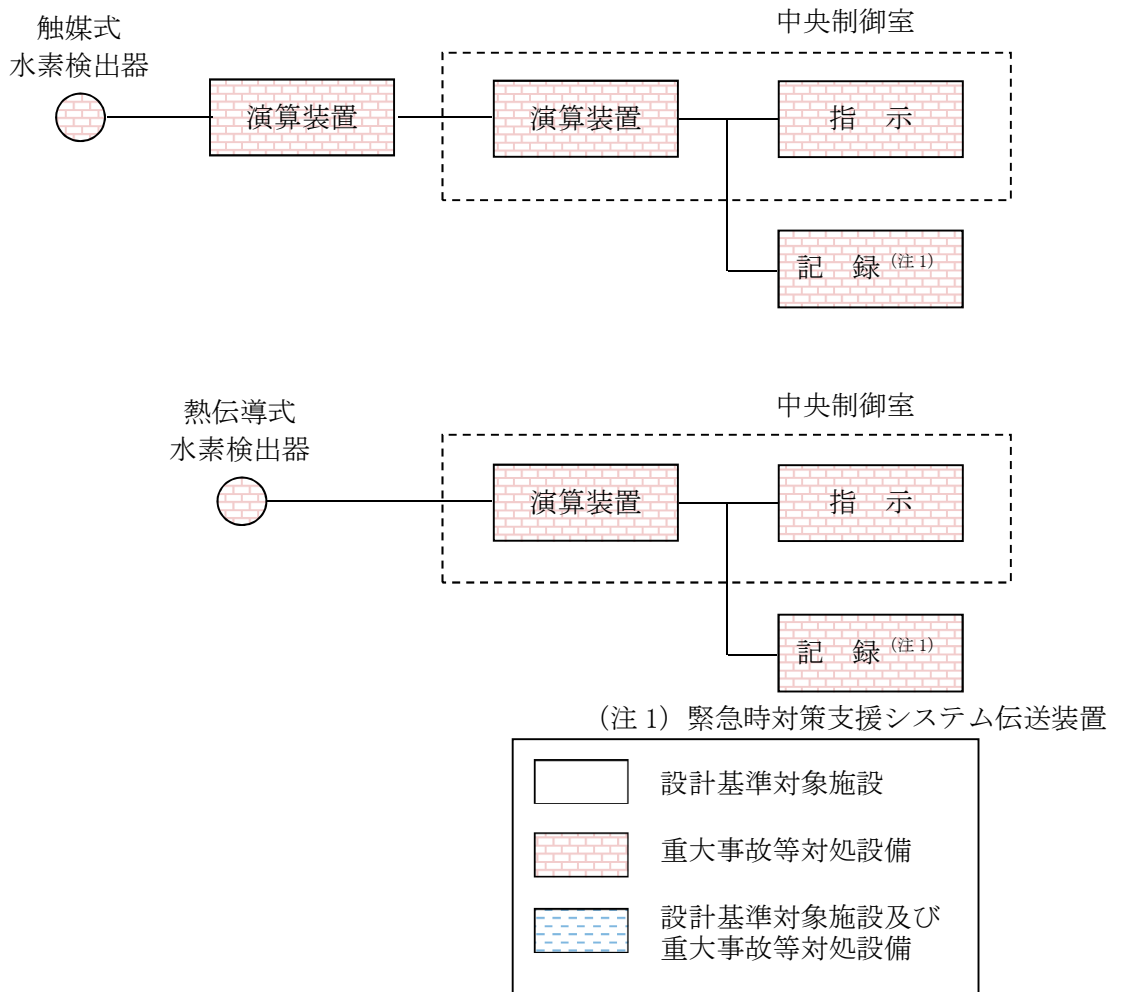 触媒式
水素検出器
中央制御室
演算装置
演算装置
指 示
記 録(注1)
熱伝導式
水素検出器
中央制御室
演算装置
指 示
記 録(注1)
(注1) 緊急時対策支援システム伝送装置
設計基準対象施設
重大事故等対処設備
設計基準対象施設及び
重大事故等対処設備